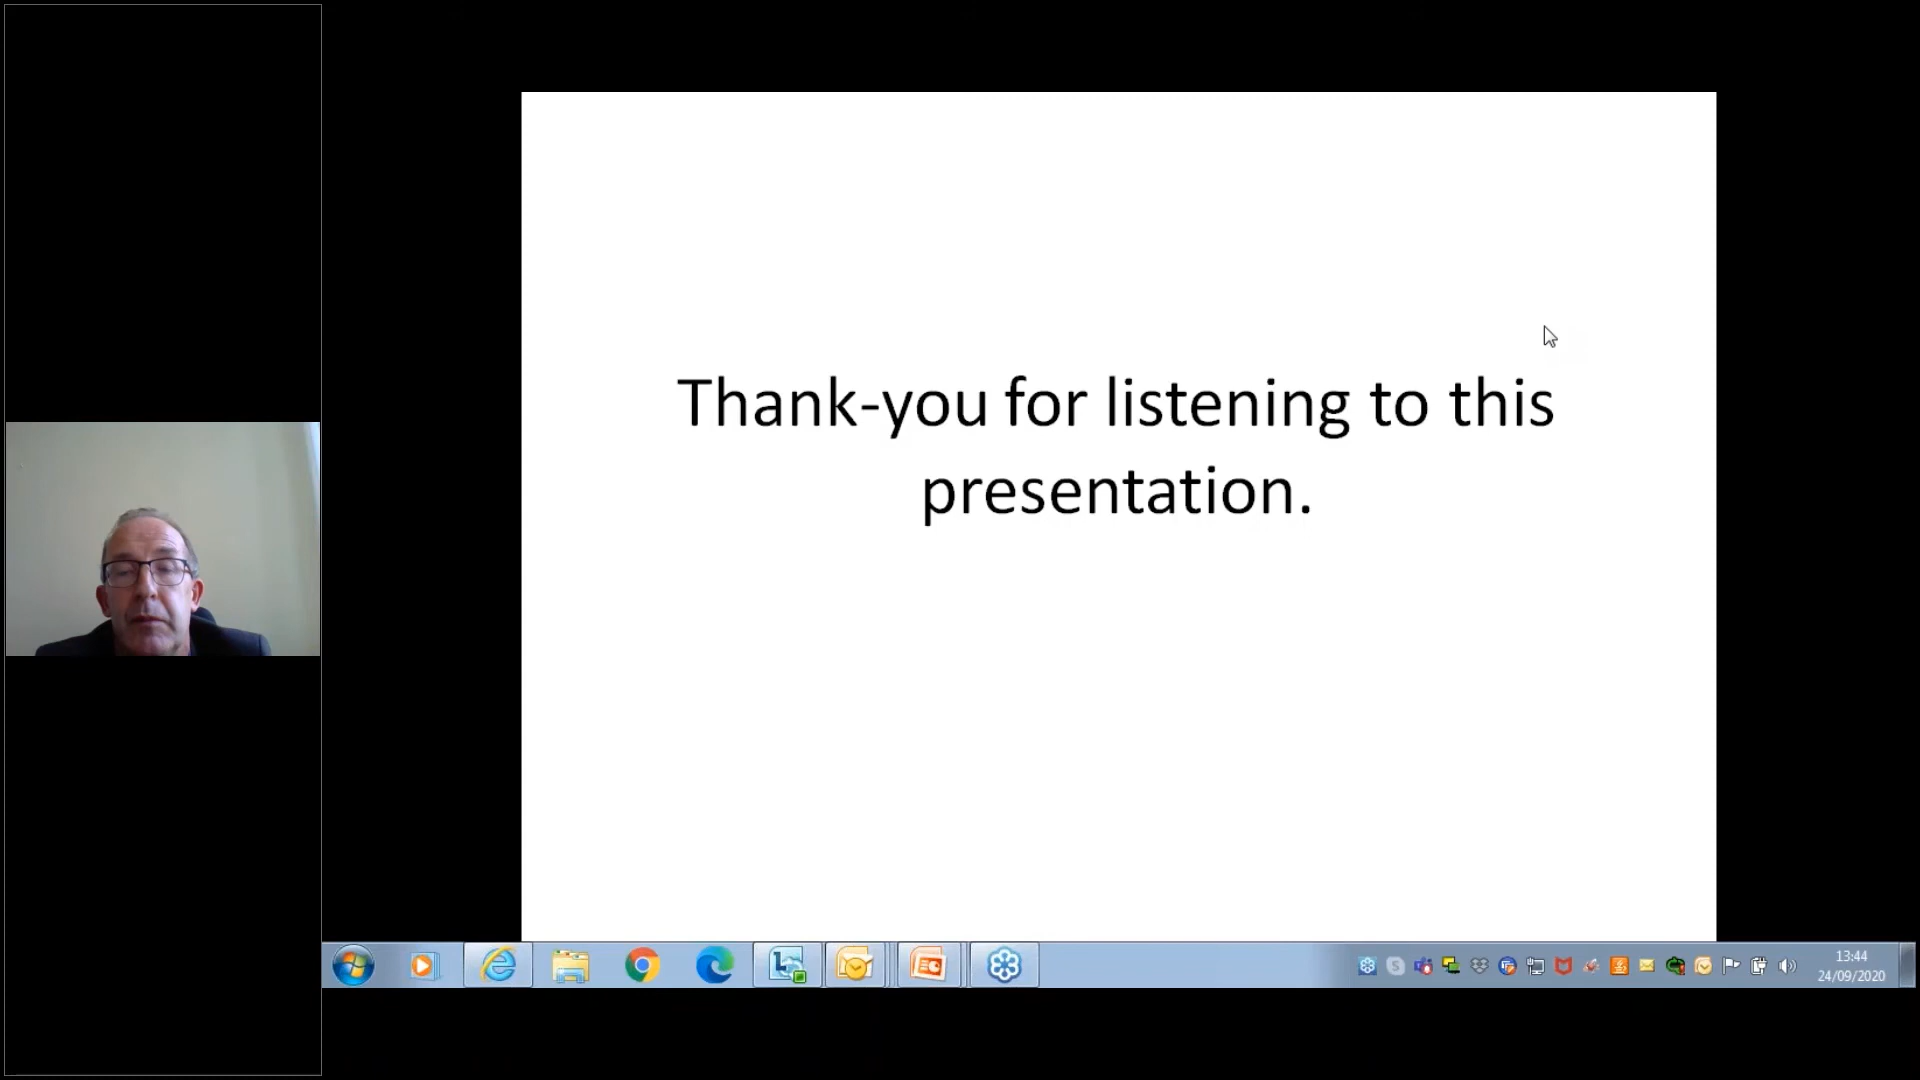 Thank-you for listening to this
presentation.
13:44
24/09/2020